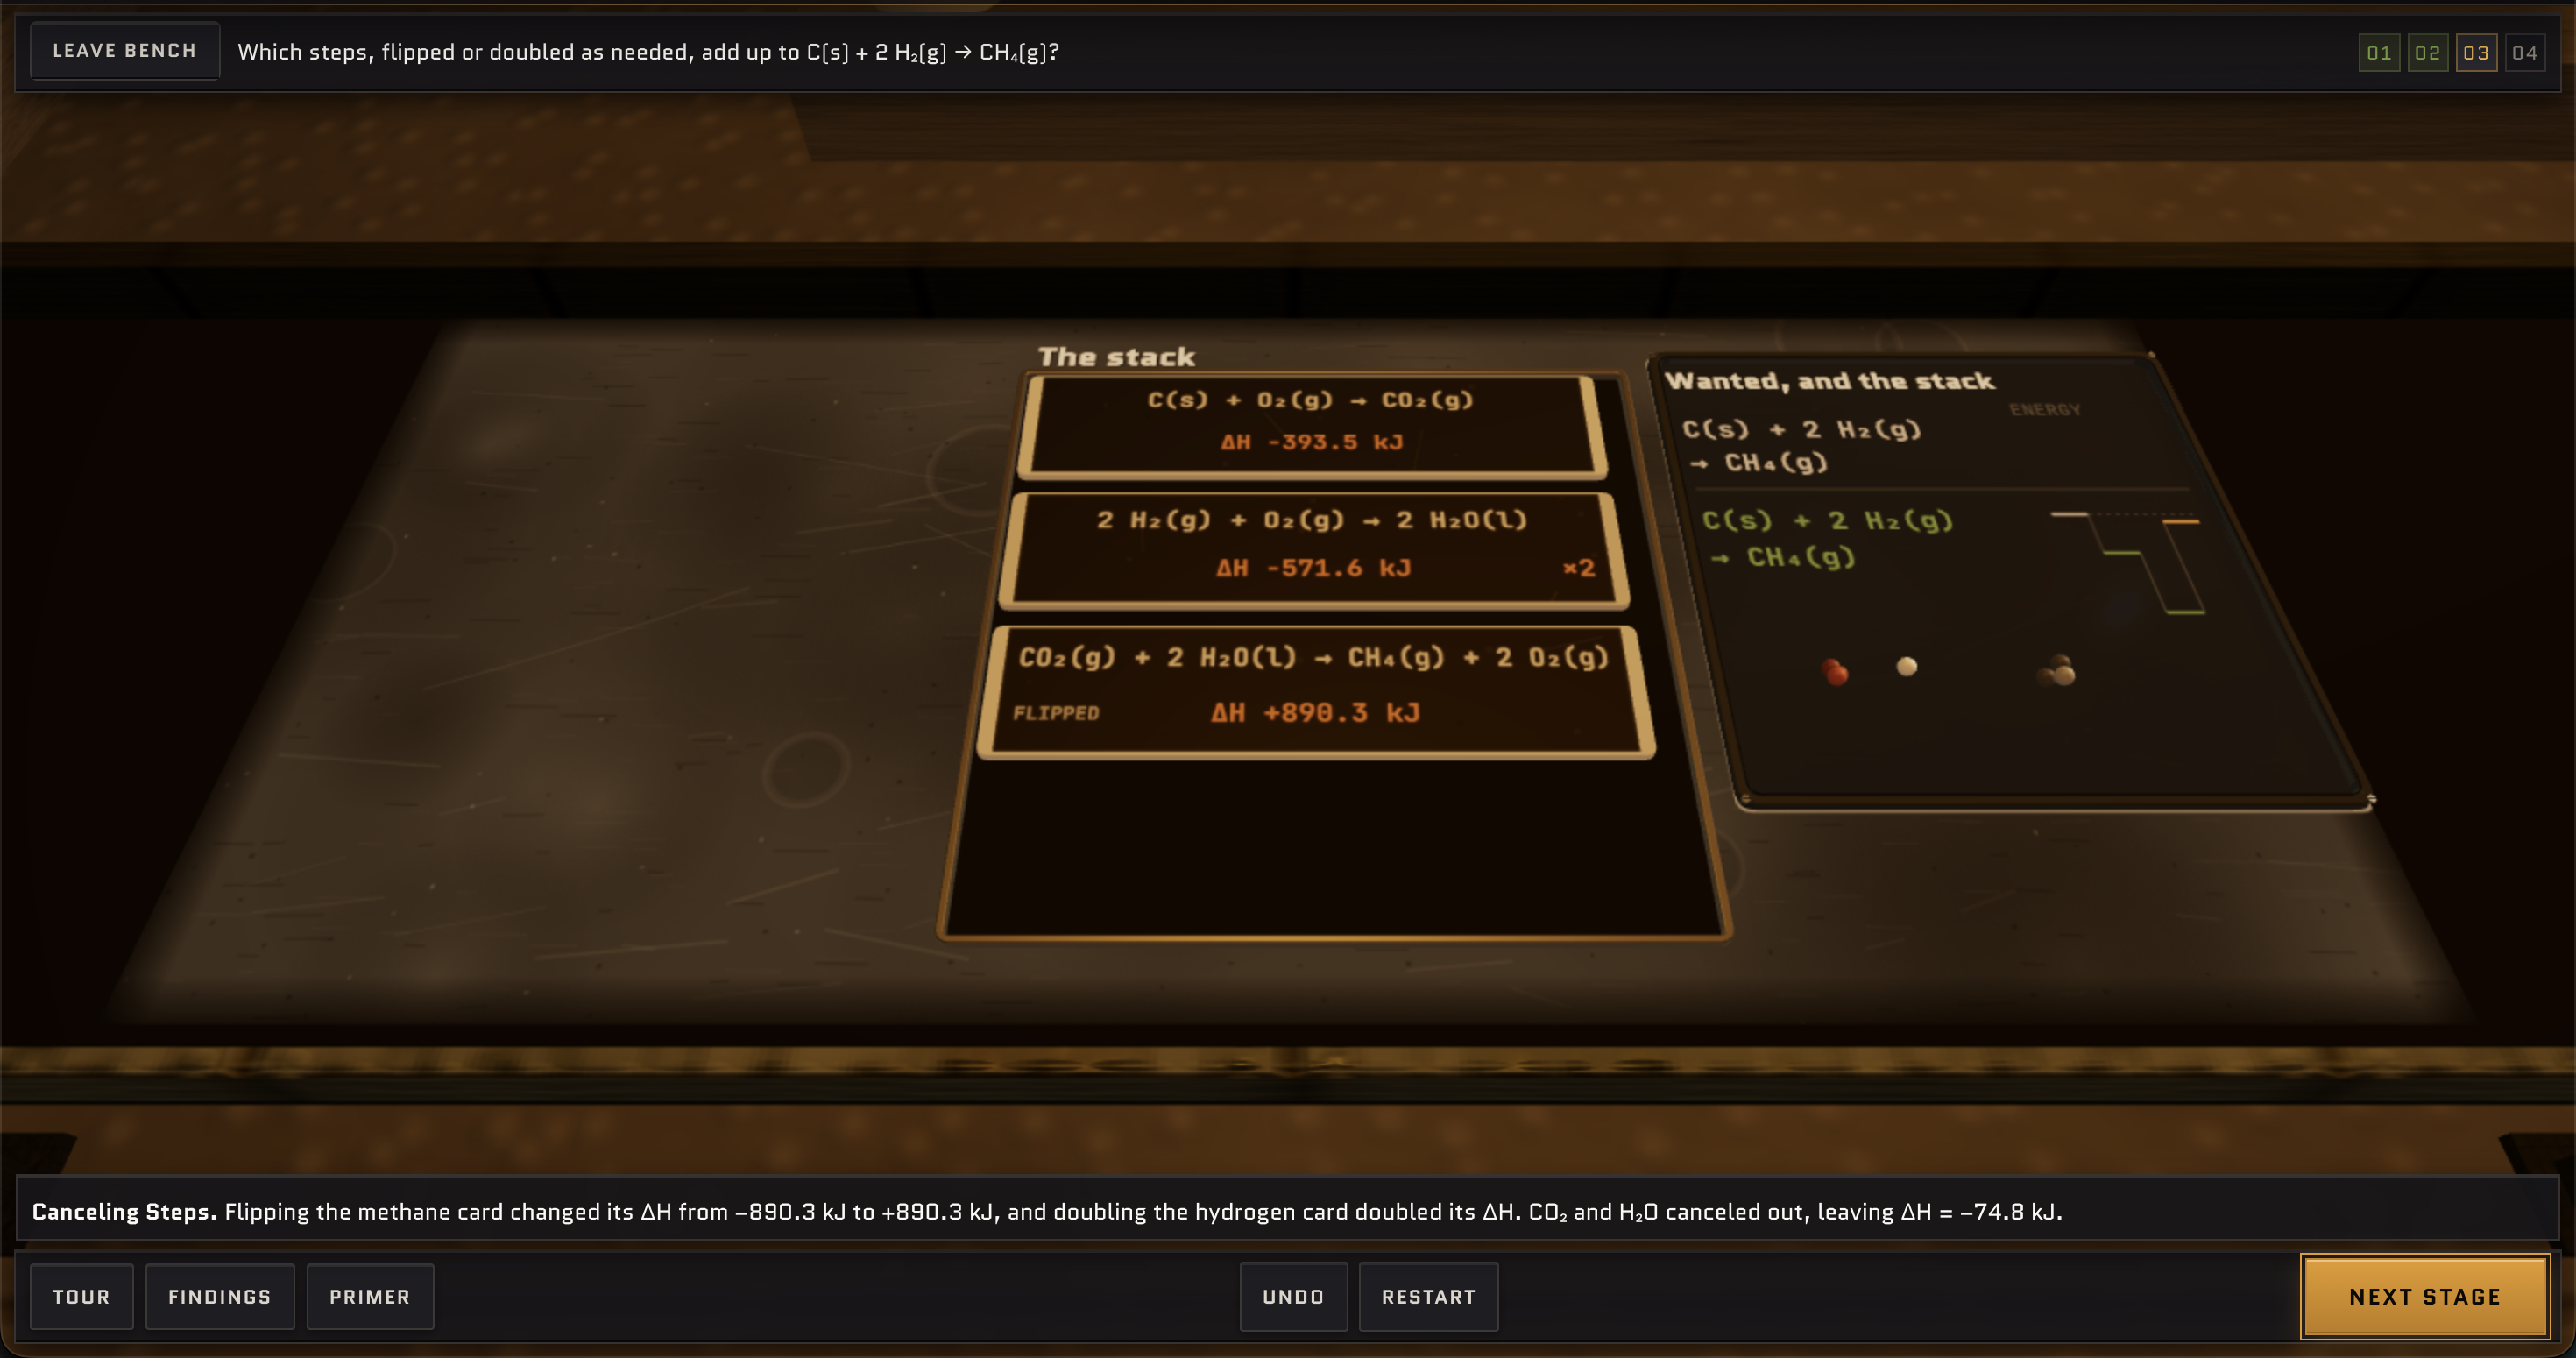 LEAVE BENCH
Which steps, flipped or doubled as needed, add up to C(s) + 2 H₂(g) → CH₄(g)?
01 02 03 04
The stack
C(s) + O₂(g) → CO₂(g)
ΔH -393.5 kJ
2 H₂(g) + O₂(g) → 2 H₂O(l)
ΔH -571.6 kJ ×2
CO₂(g) + 2 H₂O(l) → CH₄(g) + 2 O₂(g)
FLIPPED ΔH +890.3 kJ
Wanted, and the stack
ENERGY
C(s) + 2 H₂(g)
→ CH₄(g)
C(s) + 2 H₂(g)
→ CH₄(g)
Canceling Steps. Flipping the methane card changed its ΔH from −890.3 kJ to +890.3 kJ, and doubling the hydrogen card doubled its ΔH. CO₂ and H₂O canceled out, leaving ΔH = −74.8 kJ.
TOUR FINDINGS PRIMER UNDO RESTART NEXT STAGE